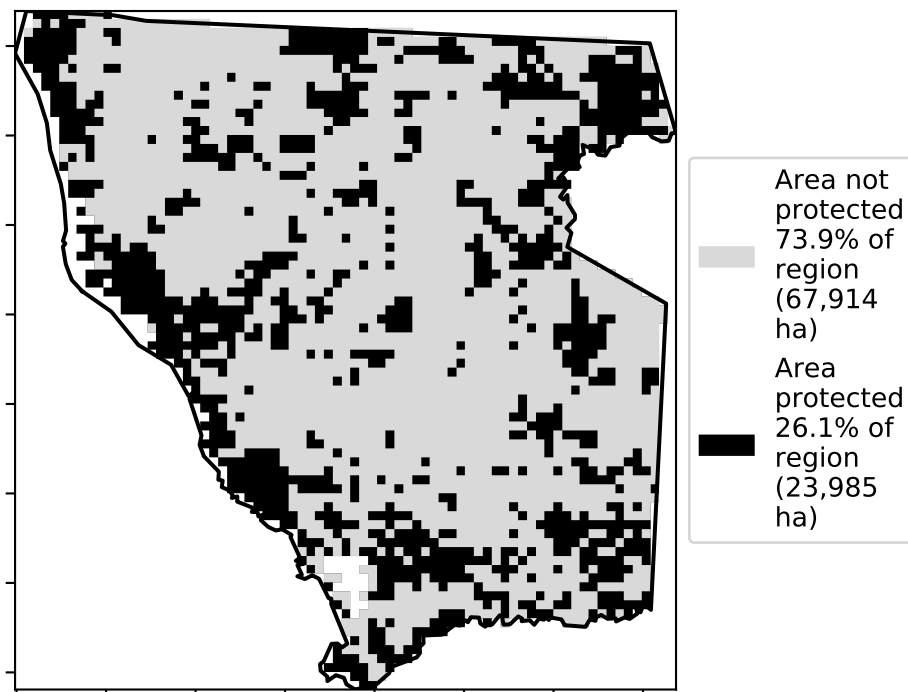 Area not
protected
73.9% of
region
(67,914
ha)
Area
protected
26.1% of
region
(23,985
ha)